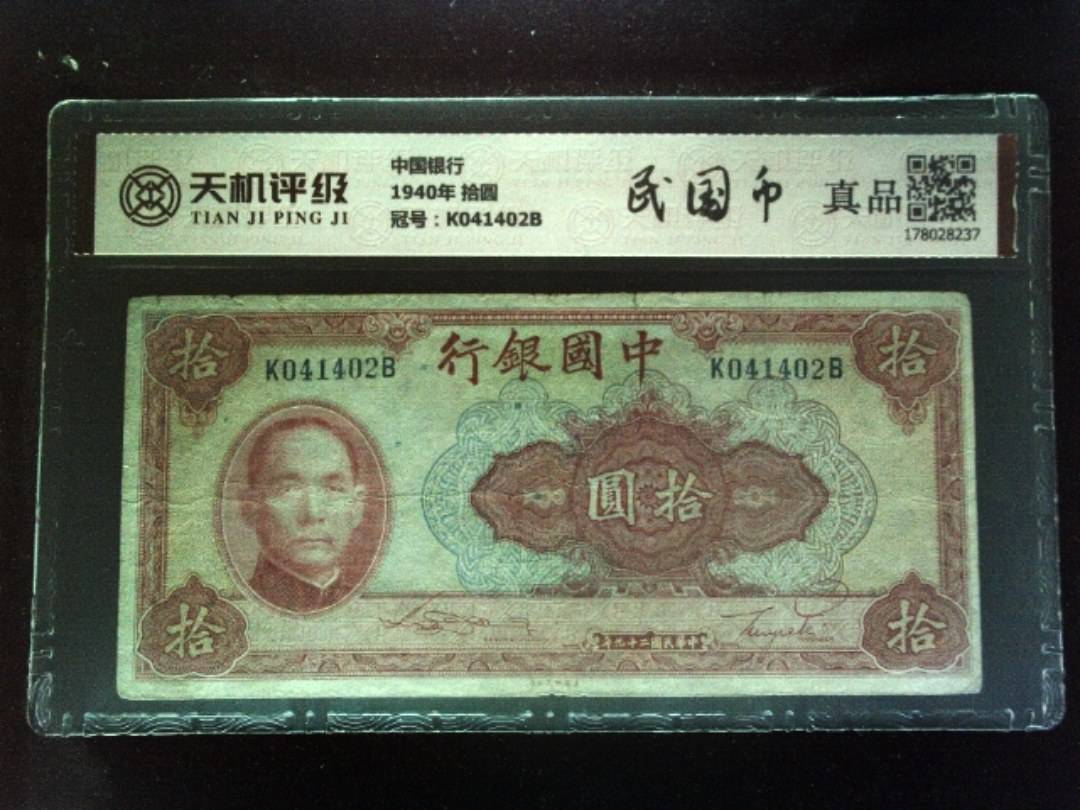 天机评级
TIAN JI PING JI
中国银行
1940年 拾圆
冠号：K041402B
民国币
真品
178028237
拾
拾
K041402B
行銀國中
K041402B
圓拾
拾
拾